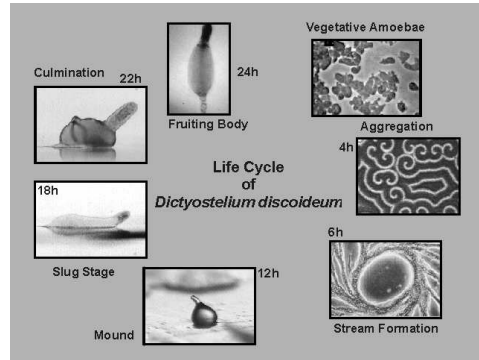 Vegetative Amoebae
Culmination
22h
24h
Fruiting Body
Aggregation
4h
Life Cycle
of
Dictyostelium discoideum
18h
6h
Slug Stage
12h
Mound
Stream Formation